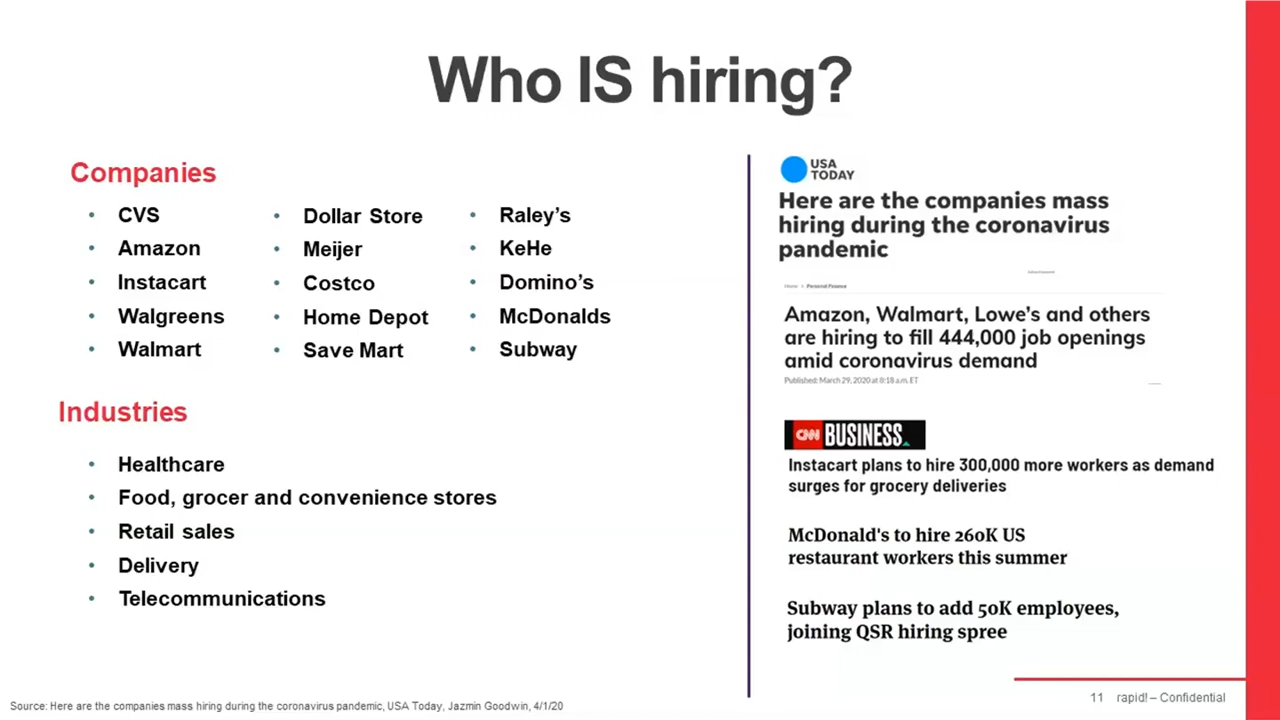 Who IS hiring?
Companies
• CVS
• Amazon
• Instacart
• Walgreens
• Walmart
• Dollar Store
• Meijer
• Costco
• Home Depot
• Save Mart
• Raley's
• KeHe
• Domino's
• McDonalds
• Subway
Industries
• Healthcare
• Food, grocer and convenience stores
• Retail sales
• Delivery
• Telecommunications
USA
TODAY
Here are the companies mass
hiring during the coronavirus
pandemic
Advertisement
Home > Personal Finance
Amazon, Walmart, Lowe's and others
are hiring to fill 444,000 job openings
amid coronavirus demand
Published: March 29, 2020 at 8:18 a.m. ET
CNN BUSINESS
Instacart plans to hire 300,000 more workers as demand
surges for grocery deliveries
McDonald's to hire 260K US
restaurant workers this summer
Subway plans to add 50K employees,
joining QSR hiring spree
Source: Here are the companies mass hiring during the coronavirus pandemic, USA Today, Jazmin Goodwin, 4/1/20
11 rapid! – Confidential